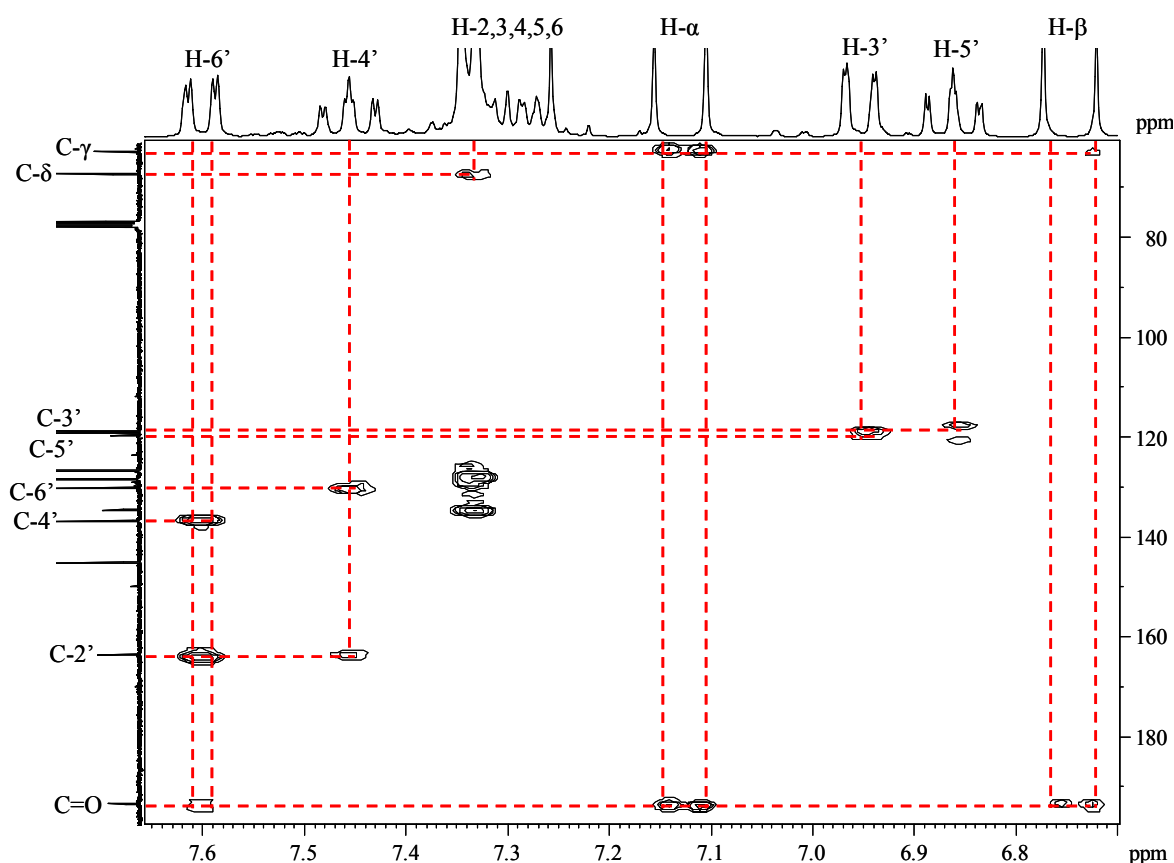 H-2,3,4,5,6
H-α
H-β
H-6’
H-4’
H-3’
H-5’
ppm
C-γ
C-δ
80
100
C-3’
120
C-5’
C-6’
C-4’
140
C-2’
160
180
C=O
7.6
7.5
7.4
7.3
7.2
7.1
7.0
6.9
6.8
ppm